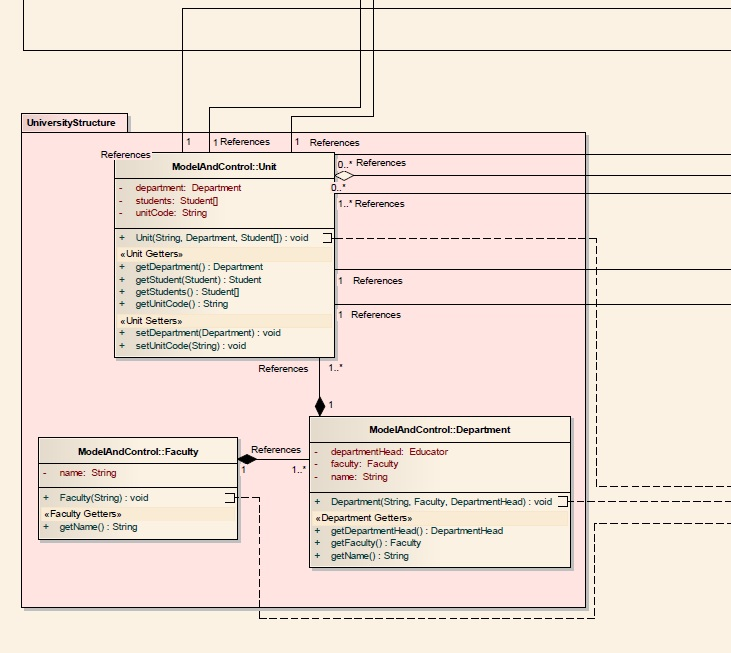 UniversityStructure
1
1 References
1 References
References
ModelAndControl::Unit
0..* References
- department: Department
0..*
- students: Student[]
1..* References
- unitCode: String
+ Unit(String, Department, Student[]) : void
«Unit Getters»
+ getDepartment() : Department
+ getStudent(Student) : Student
1 References
+ getStudents() : Student[]
+ getUnitCode() : String
1 References
«Unit Setters»
+ setDepartment(Department) : void
+ setUnitCode(String) : void
References 1..*
1
ModelAndControl::Department
ModelAndControl::Faculty
References
1 1..*
- name: String
+ Faculty(String) : void
«Faculty Getters»
+ getName() : String
- departmentHead: Educator
- faculty: Faculty
- name: String
+ Department(String, Faculty, DepartmentHead) : void
«Department Getters»
+ getDepartmentHead() : DepartmentHead
+ getFaculty() : Faculty
+ getName() : String